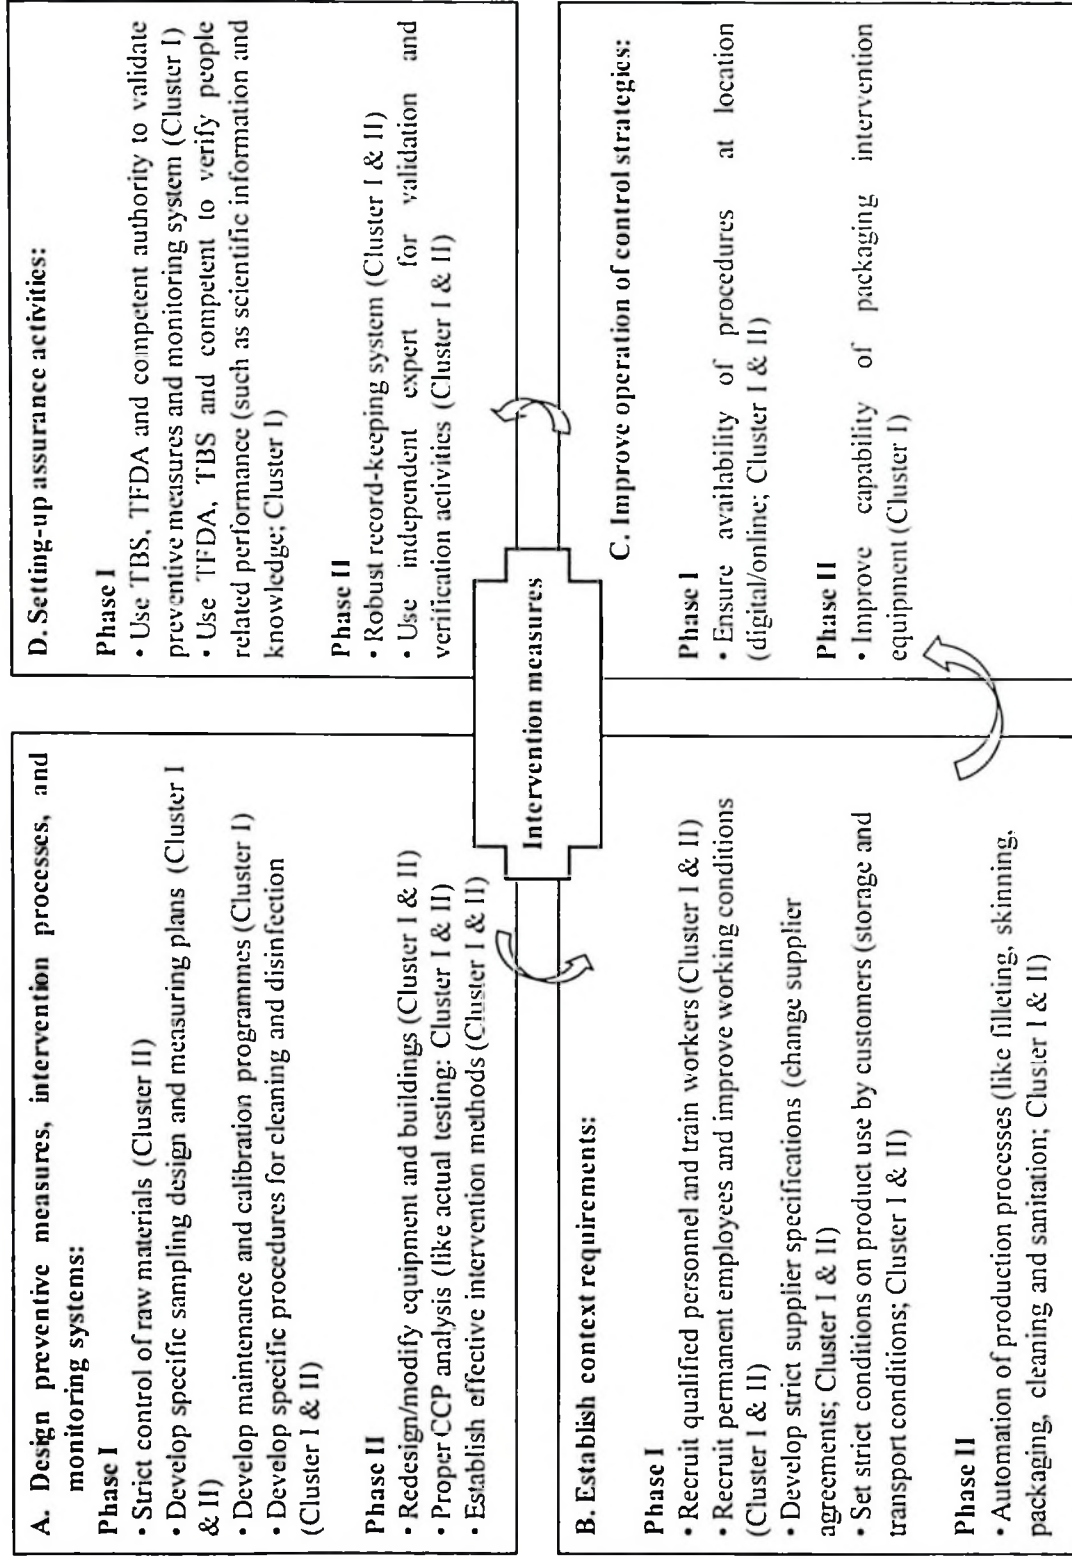 A. Design preventive measures, intervention processes, and
monitoring systems:
Phase I
• Strict control of raw materials (Cluster II)
• Develop specific sampling design and measuring plans (Cluster I
& II)
• Develop maintenance and calibration programmes (Cluster I)
• Develop specific procedures for cleaning and disinfection
(Cluster I & II)
Phase II
• Redesign/modify equipment and buildings (Cluster I & II)
• Proper CCP analysis (like actual testing: Cluster I & II)
• Establish effective intervention methods (Cluster I & II)
B. Establish context requirements:
Phase I
• Recruit qualified personnel and train workers (Cluster I & II)
• Recruit permanent employees and improve working conditions
(Cluster I & II)
• Develop strict supplier specifications (change supplier
agreements; Cluster I & II)
• Set strict conditions on product use by customers (storage and
transport conditions; Cluster I & II)
Phase II
• Automation of production processes (like filleting, skinning,
packaging, cleaning and sanitation; Cluster I & II)
Intervention measures
D. Setting-up assurance activities:
Phase I
• Use TBS, TFDA and competent authority to validate
preventive measures and monitoring system (Cluster I)
• Use TFDA, TBS and competent to verify people
related performance (such as scientific information and
knowledge; Cluster I)
Phase II
• Robust record-keeping system (Cluster I & II)
• Use independent expert for validation and
verification activities (Cluster I & II)
C. Improve operation of control strategies:
Phase I
• Ensure availability of procedures at location
(digital/online; Cluster I & II)
Phase II
• Improve capability of packaging intervention
equipment (Cluster I)